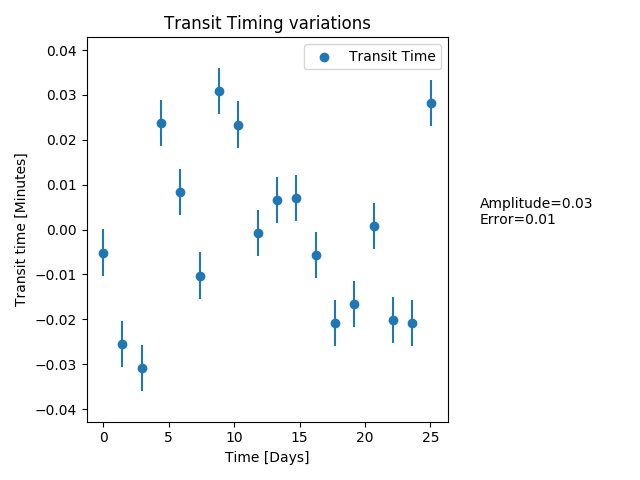 Transit Timing variations
Transit Time
0.04
0.03
0.02
0.01
0.00
−0.01
−0.02
−0.03
−0.04
Transit time [Minutes]
0
5
10
15
20
25
Time [Days]
Amplitude=0.03
Error=0.01